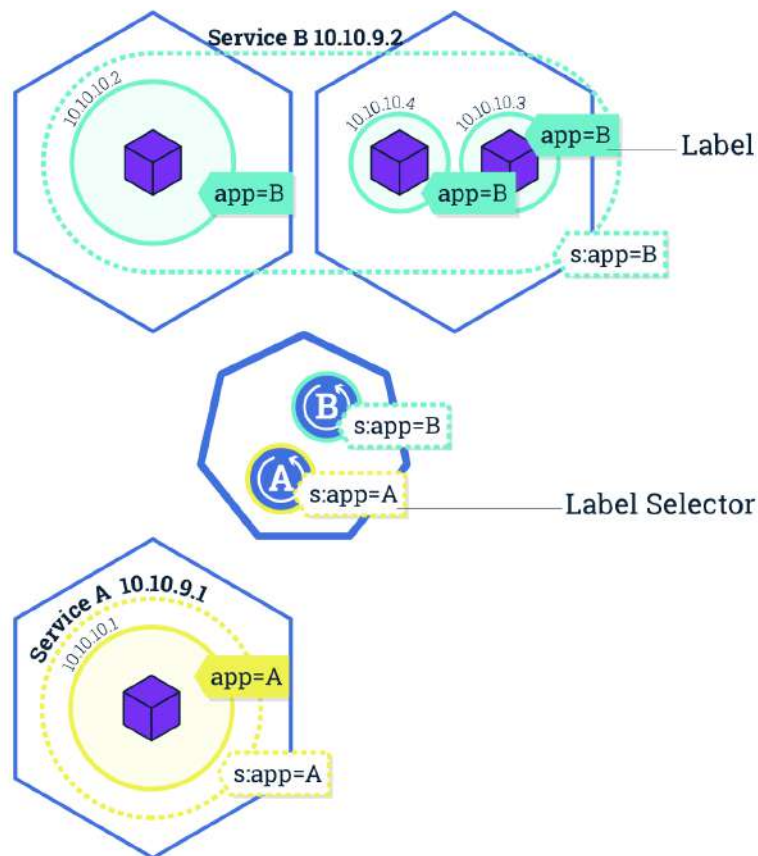 Service B 10.10.9.2
10.10.10.2
10.10.10.4
10.10.10.3
app=B
Label
app=B
app=B
s:app=B
B
s:app=B
A
s:app=A
Label Selector
Service A 10.10.9.1
10.10.10.1
app=A
s:app=A